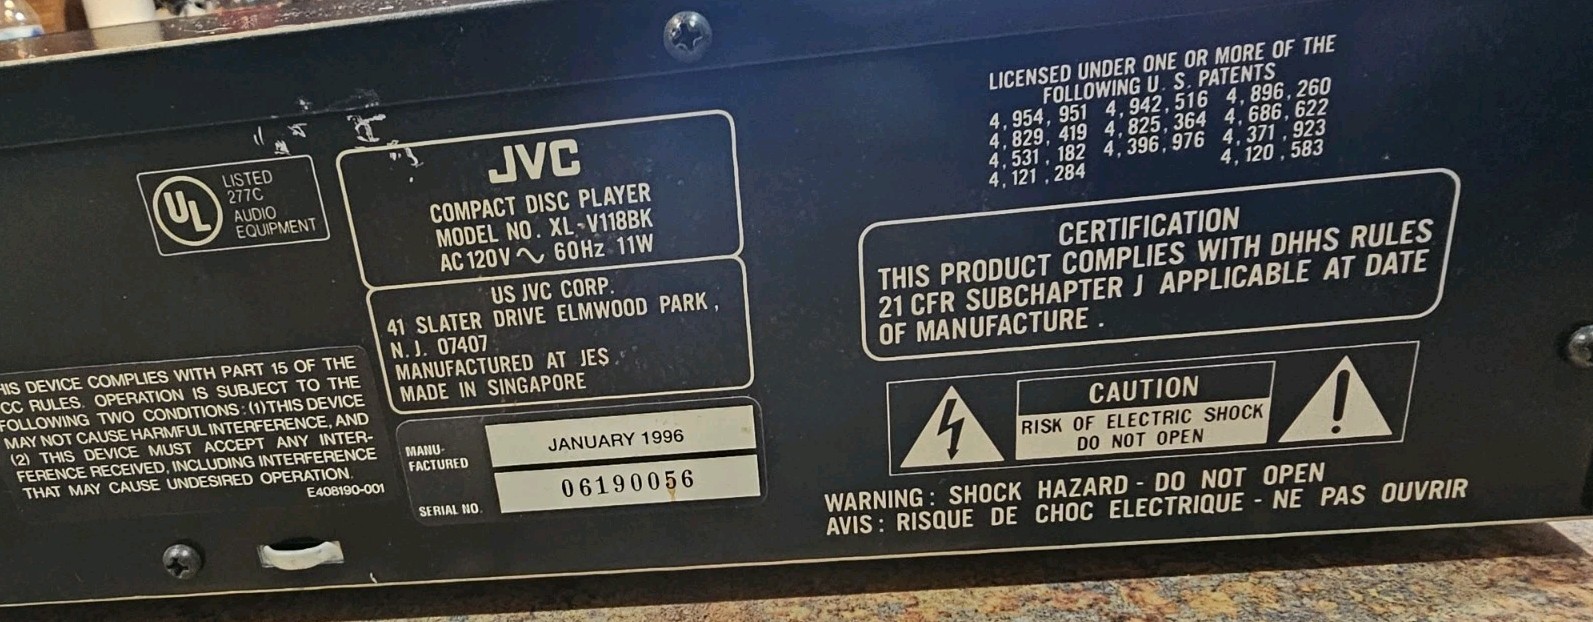 LISTED
277C
AUDIO
EQUIPMENT
UL
JVC
COMPACT DISC PLAYER
MODEL NO. XL-V118BK
AC 120V ~ 60Hz 11W
US JVC CORP.
41 SLATER DRIVE ELMWOOD PARK,
N.J. 07407
MANUFACTURED AT JES
MADE IN SINGAPORE
HIS DEVICE COMPLIES WITH PART 15 OF THE
CC RULES. OPERATION IS SUBJECT TO THE
FOLLOWING TWO CONDITIONS: (1) THIS DEVICE
MAY NOT CAUSE HARMFUL INTERFERENCE, AND
(2) THIS DEVICE MUST ACCEPT ANY INTER-
FERENCE RECEIVED, INCLUDING INTERFERENCE
THAT MAY CAUSE UNDESIRED OPERATION.
E408190-001
MANU-
FACTURED
JANUARY 1996
SERIAL NO.
06190056
LICENSED UNDER ONE OR MORE OF THE
FOLLOWING U. S. PATENTS
4,954,951 4,942,516 4,896,260
4,829,419 4,825,364 4,686,622
4,531,182 4,396,976 4,371,923
4,121,284 4,120,583
CERTIFICATION
THIS PRODUCT COMPLIES WITH DHHS RULES
21 CFR SUBCHAPTER J APPLICABLE AT DATE
OF MANUFACTURE.
CAUTION
RISK OF ELECTRIC SHOCK
DO NOT OPEN
WARNING: SHOCK HAZARD - DO NOT OPEN
AVIS: RISQUE DE CHOC ELECTRIQUE - NE PAS OUVRIR